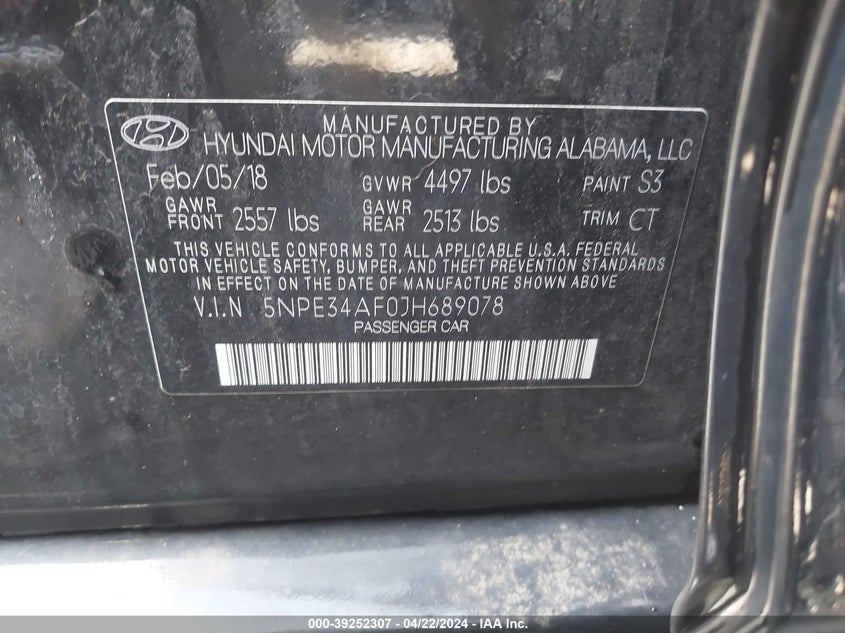 MANUFACTURED BY
HYUNDAI MOTOR MANUFACTURING ALABAMA, LLC
Feb/05/18 GVWR 4497 lbs PAINT S3
GAWR FRONT 2557 lbs GAWR REAR 2513 lbs TRIM CT
THIS VEHICLE CONFORMS TO ALL APPLICABLE U.S.A. FEDERAL
MOTOR VEHICLE SAFETY, BUMPER, AND THEFT PREVENTION STANDARDS
IN EFFECT ON THE DATE OF MANUFACTURE SHOWN ABOVE
V.I.N 5NPE34AF0JH689078
PASSENGER CAR
000-39252307 - 04/22/2024 - IAA Inc.